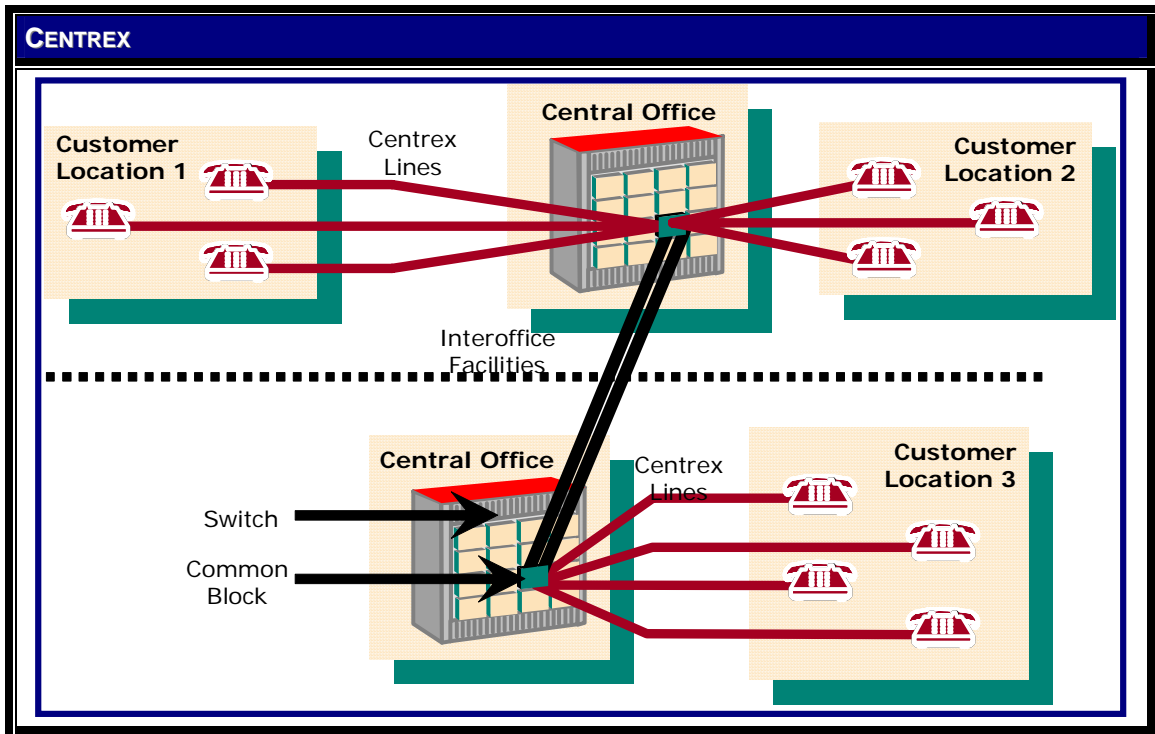 CENTREX
Central Office
Customer
Location 1
Centrex
Lines
Customer
Location 2
Interoffice
Facilities
Central Office
Centrex
Lines
Customer
Location 3
Switch
Common
Block